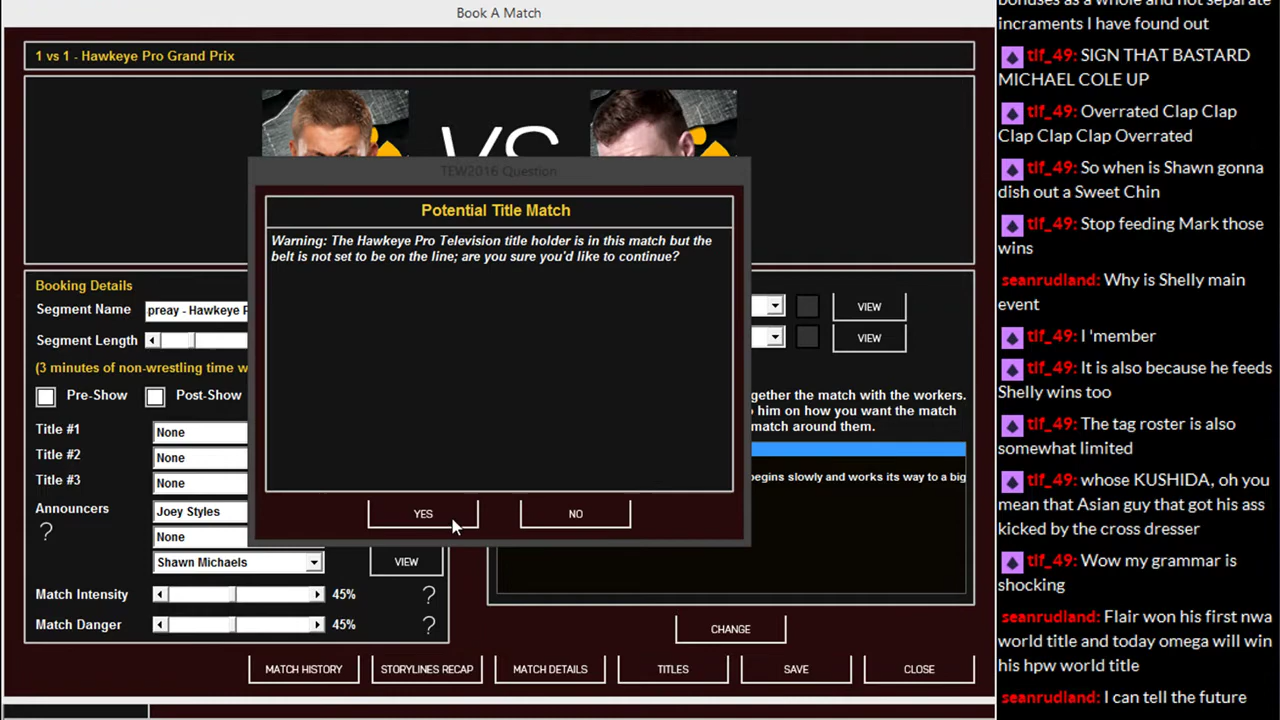 Book A Match
1 vs 1 - Hawkeye Pro Grand Prix
VS
TEW2016 Question
Potential Title Match
Warning: The Hawkeye Pro Television title holder is in this match but the
belt is not set to be on the line; are you sure you'd like to continue?
YES
NO
Booking Details
Segment Name
preay - Hawkeye P
Segment Length
(3 minutes of non-wrestling time w
Pre-Show
Post-Show
Title #1
None
Title #2
None
Title #3
None
Announcers
Joey Styles
?
None
Shawn Michaels
VIEW
Match Intensity
45%
?
Match Danger
45%
?
VIEW
VIEW
gether the match with the workers.
him on how you want the match
match around them.
begins slowly and works its way to a big
CHANGE
MATCH HISTORY
STORYLINES RECAP
MATCH DETAILS
TITLES
SAVE
CLOSE
bonuses as a whole and not separate
incraments I have found out
tlf_49: SIGN THAT BASTARD
MICHAEL COLE UP
tlf_49: Overrated Clap Clap
Clap Clap Clap Overrated
tlf_49: So when is Shawn gonna
dish out a Sweet Chin
tlf_49: Stop feeding Mark those
wins
seanrudland: Why is Shelly main
event
tlf_49: I 'member
tlf_49: It is also because he feeds
Shelly wins too
tlf_49: The tag roster is also
somewhat limited
tlf_49: whose KUSHIDA, oh you
mean that Asian guy that got his ass
kicked by the cross dresser
tlf_49: Wow my grammar is
shocking
seanrudland: Flair won his first nwa
world title and today omega will win
his hpw world title
seanrudland: I can tell the future